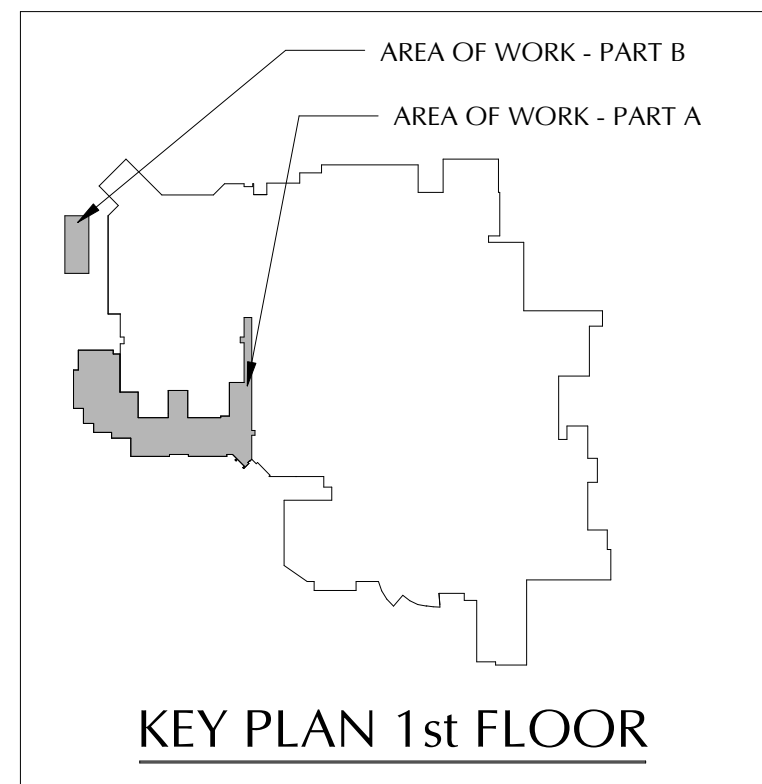 AREA OF WORK - PART B
AREA OF WORK - PART A
KEY PLAN 1st FLOOR